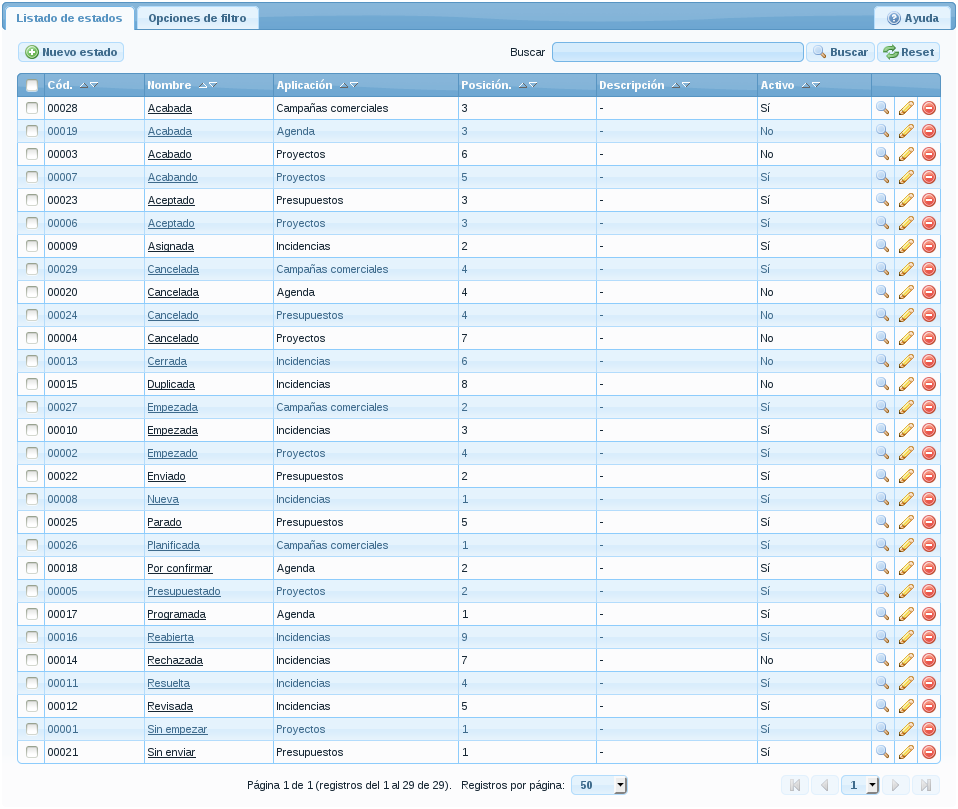 Listado de estados Opciones de filtro Ayuda
Nuevo estado Buscar Buscar Reset
Cód. Nombre Aplicación Posición. Descripción Activo
00028 Acabada Campañas comerciales 3 - Sí
00019 Acabada Agenda 3 - No
00003 Acabado Proyectos 6 - No
00007 Acabando Proyectos 5 - Sí
00023 Aceptado Presupuestos 3 - Sí
00006 Aceptado Proyectos 3 - Sí
00009 Asignada Incidencias 2 - Sí
00029 Cancelada Campañas comerciales 4 - Sí
00020 Cancelada Agenda 4 - No
00024 Cancelado Presupuestos 4 - No
00004 Cancelado Proyectos 7 - No
00013 Cerrada Incidencias 6 - No
00015 Duplicada Incidencias 8 - No
00027 Empezada Campañas comerciales 2 - Sí
00010 Empezada Incidencias 3 - Sí
00002 Empezado Proyectos 4 - Sí
00022 Enviado Presupuestos 2 - Sí
00008 Nueva Incidencias 1 - Sí
00025 Parado Presupuestos 5 - Sí
00026 Planificada Campañas comerciales 1 - Sí
00018 Por confirmar Agenda 2 - Sí
00005 Presupuestado Proyectos 2 - Sí
00017 Programada Agenda 1 - Sí
00016 Reabierta Incidencias 9 - Sí
00014 Rechazada Incidencias 7 - No
00011 Resuelta Incidencias 4 - Sí
00012 Revisada Incidencias 5 - Sí
00001 Sin empezar Proyectos 1 - Sí
00021 Sin enviar Presupuestos 1 - Sí
Página 1 de 1 (registros del 1 al 29 de 29). Registros por página: 50 1